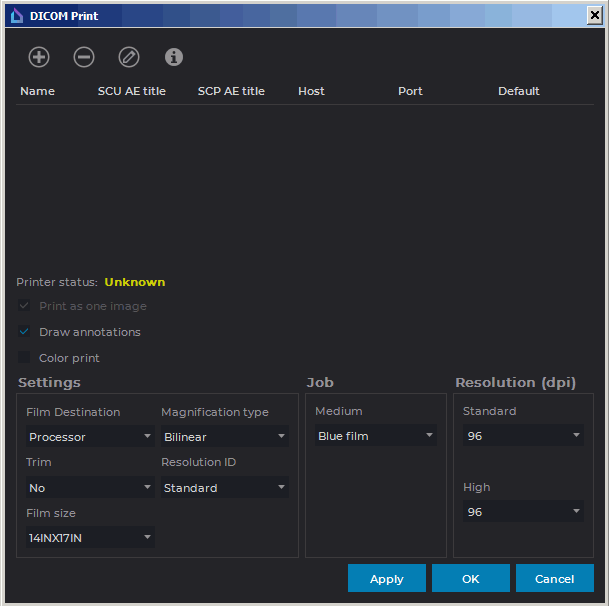 DICOM Print
Name SCU AE title SCP AE title Host Port Default
Printer status: Unknown
Print as one image
Draw annotations
Color print
Settings
Film Destination Magnification type
Processor Bilinear
Trim Resolution ID
No Standard
Film size
14INX17IN
Job
Medium
Blue film
Resolution (dpi)
Standard
96
High
96
Apply OK Cancel